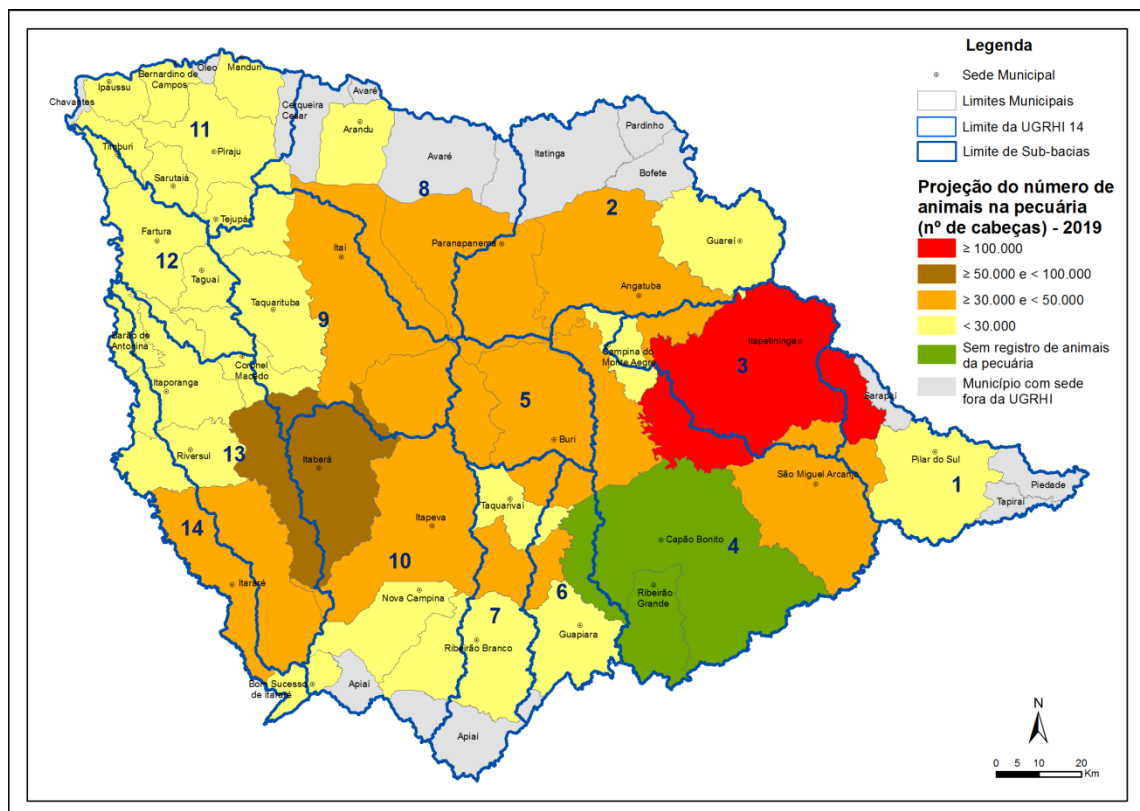 Legenda
Sede Municipal
Limites Municipais
Limite da UGRHI 14
Limite de Sub-bacias
Projeção do número de
animais na pecuária
(nº de cabeças) - 2019
≥ 100.000
≥ 50.000 e < 100.000
≥ 30.000 e < 50.000
< 30.000
Sem registro de animais
da pecuária
Município com sede
fora da UGRHI
Chavantes
Ipaussu
Bernardino de
Campos
Óleo
Manduri
11
Piraju
Timburi
Sarutaiá
Tejupá
Cerqueira
Cesar
Avaré
Arandu
Avaré
8
Itatinga
Pardinho
Bofete
2
Guareí
Fartura
12
Taguaí
Itaí
Paranapanema
Angatuba
Taquarituba
9
Barão de
Antonina
Coronel
Macedo
Itaporanga
Campina do
Monte Alegre
Itapetininga
3
Sarapuí
5
Buri
Riversul
13
Itaberá
Pilar do Sul
1
Piedade
Tapiraí
São Miguel Arcanjo
Taquarivaí
Itapeva
14
Capão Bonito
4
10
Itararé
Nova Campina
Ribeirão
Grande
6
7
Guapiara
Ribeirão Branco
Bom Sucesso
de Itararé
Apiaí
Apiaí
N
0 5 10 20
Km